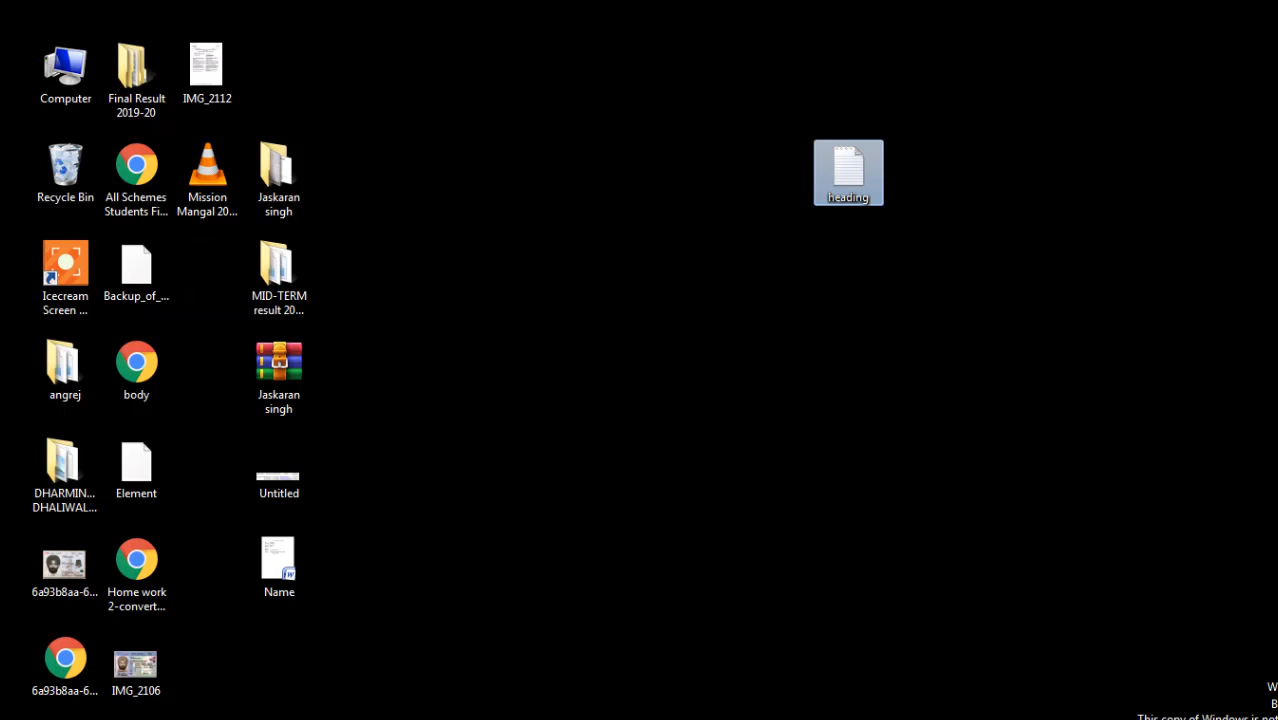 Computer
Final Result
2019-20
IMG_2112
Recycle Bin
All Schemes
Students Fi...
Mission
Mangal 20...
Jaskaran
singh
heading
Icecream
Screen ...
Backup_of_...
MID-TERM
result 20...
angrej
body
Jaskaran
singh
DHARMIN...
DHALIWAL...
Element
Untitled
6a93b8aa-6...
Home work
2-convert...
Name
6a93b8aa-6...
IMG_2106
W
B
This copy of Windows is not